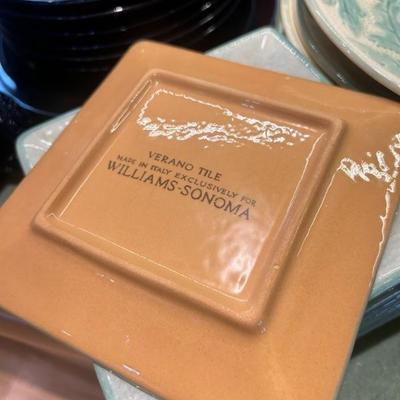 VERANO TILE
MADE IN ITALY EXCLUSIVELY FOR
WILLIAMS-SONOMA